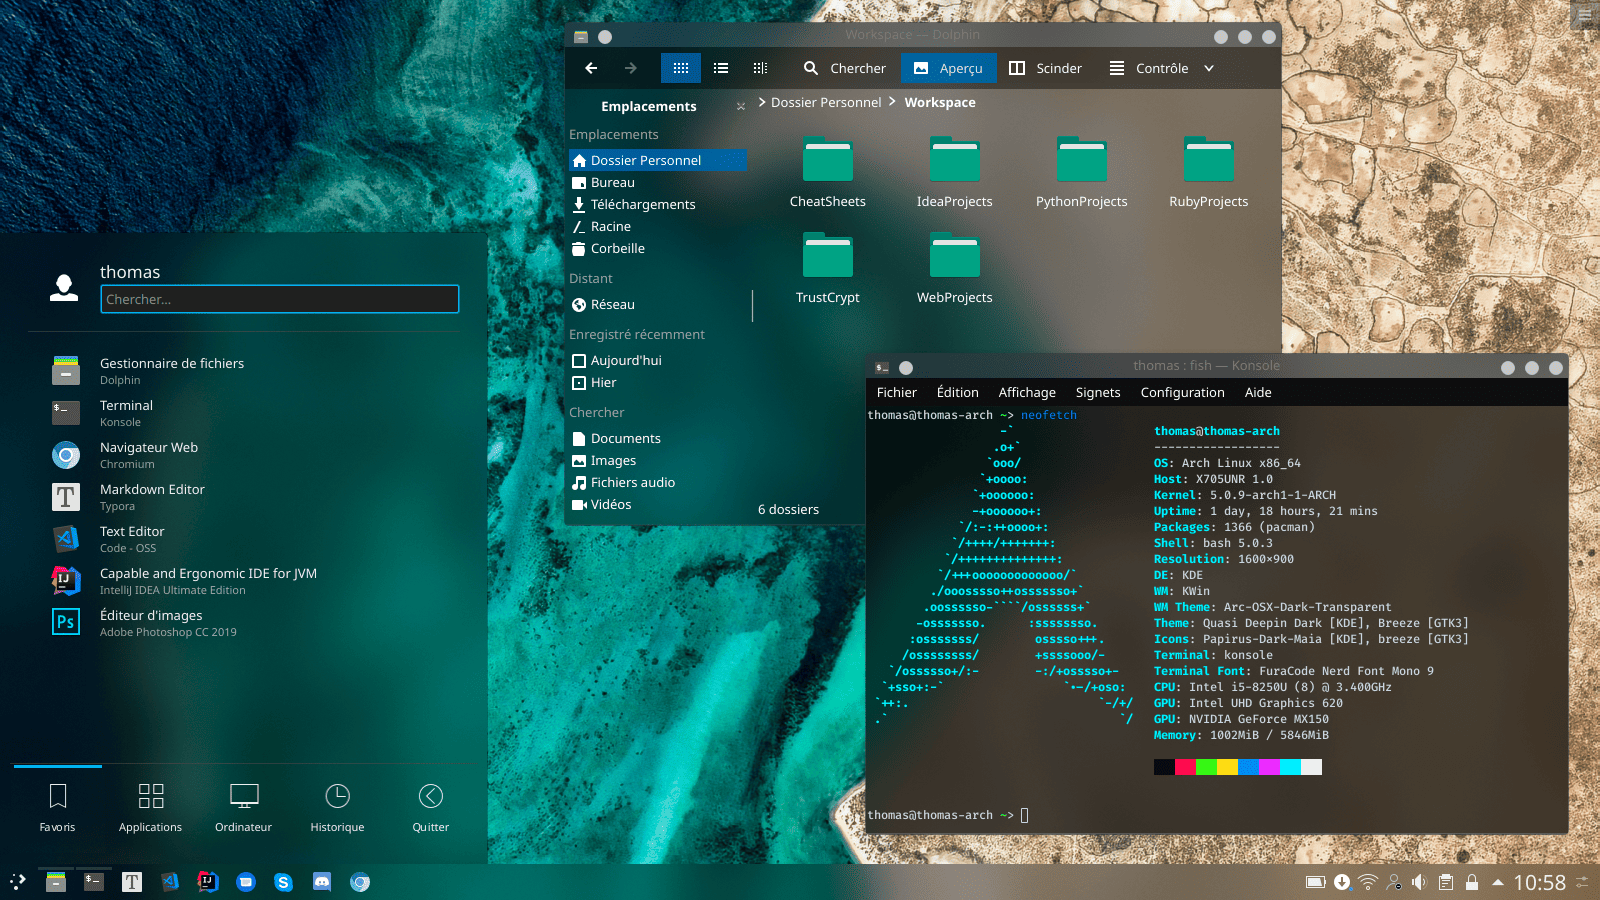 Workspace — Dolphin
Chercher
Aperçu
Scinder
Contrôle
Emplacements
Dossier Personnel
Workspace
Emplacements
Dossier Personnel
Bureau
Téléchargements
Racine
Corbeille
Distant
Réseau
Enregistré récemment
Aujourd'hui
Hier
Chercher
Documents
Images
Fichiers audio
Vidéos
CheatSheets
IdeaProjects
PythonProjects
RubyProjects
TrustCrypt
WebProjects
6 dossiers
thomas
Chercher...
Gestionnaire de fichiers
Dolphin
Terminal
Konsole
Navigateur Web
Chromium
Markdown Editor
Typora
Text Editor
Code - OSS
Capable and Ergonomic IDE for JVM
IntelliJ IDEA Ultimate Edition
Éditeur d'images
Adobe Photoshop CC 2019
Favoris
Applications
Ordinateur
Historique
Quitter
thomas : fish — Konsole
Fichier Édition Affichage Signets Configuration Aide
thomas@thomas-arch ~> neofetch
thomas@thomas-arch
------------------
OS: Arch Linux x86_64
Host: X705UNR 1.0
Kernel: 5.0.9-arch1-1-ARCH
Uptime: 1 day, 18 hours, 21 mins
Packages: 1366 (pacman)
Shell: bash 5.0.3
Resolution: 1600×900
DE: KDE
WM: KWin
WM Theme: Arc-OSX-Dark-Transparent
Theme: Quasi Deepin Dark [KDE], Breeze [GTK3]
Icons: Papirus-Dark-Maia [KDE], breeze [GTK3]
Terminal: konsole
Terminal Font: FuraCode Nerd Font Mono 9
CPU: Intel i5-8250U (8) @ 3.400GHz
GPU: Intel UHD Graphics 620
GPU: NVIDIA GeForce MX150
Memory: 1002MiB / 5846MiB
thomas@thomas-arch ~>
10:58